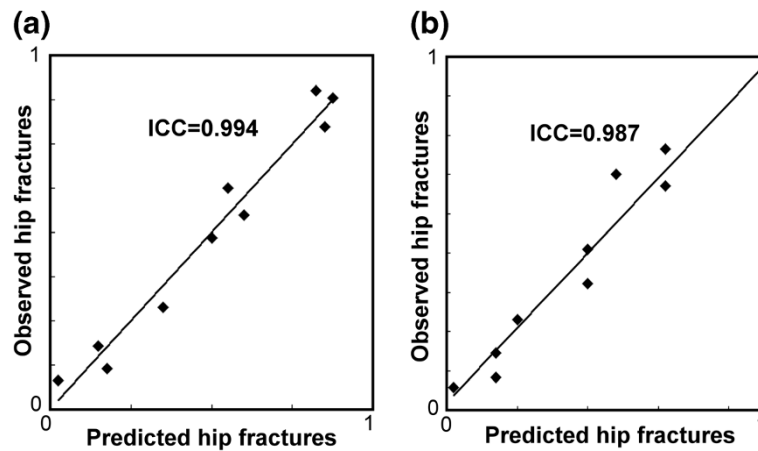 (a)
1
ICC=0.994
Observed hip fractures
0
0
1
Predicted hip fractures
(b)
1
ICC=0.987
Observed hip fractures
0
0
1
Predicted hip fractures